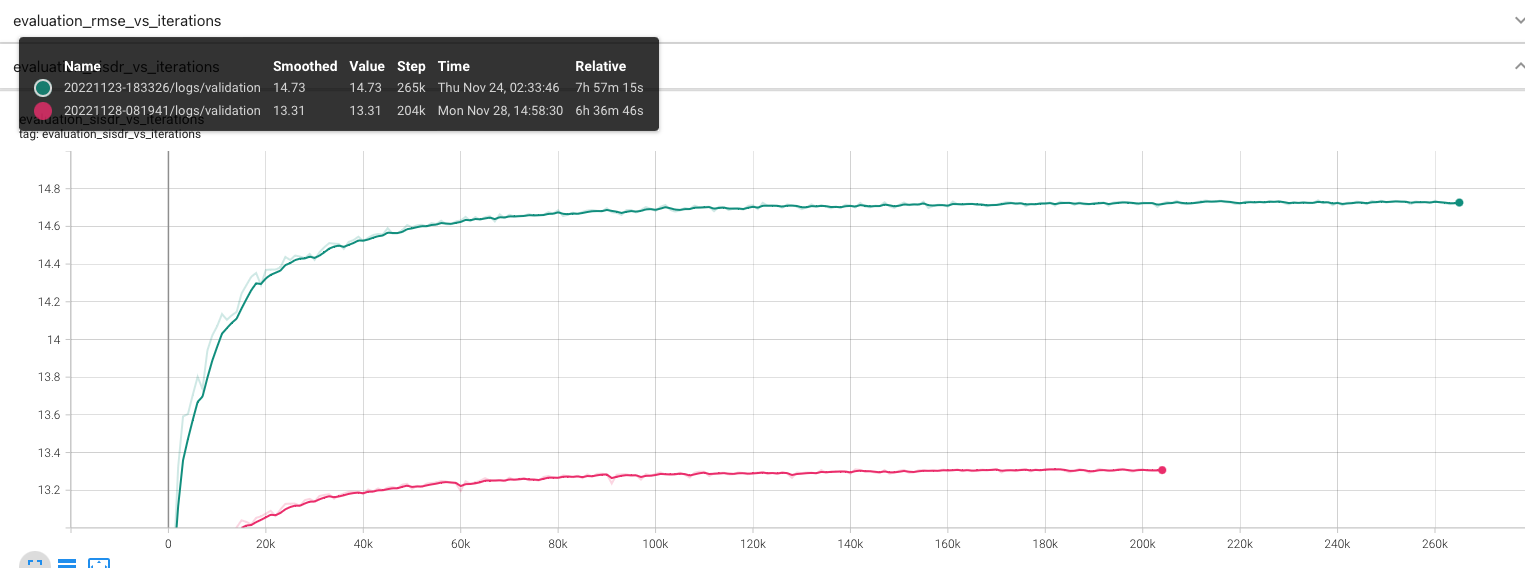 evaluation_rmse_vs_iterations
evaluation_sisdr_vs_iterations
Name Smoothed Value Step Time Relative
20221123-183326/logs/validation 14.73 14.73 265k Thu Nov 24, 02:33:46 7h 57m 15s
20221128-081941/logs/validation 13.31 13.31 204k Mon Nov 28, 14:58:30 6h 36m 46s
evaluation_sisdr_vs_iterations
tag: evaluation_sisdr_vs_iterations
14.8
14.6
14.4
14.2
14
13.8
13.6
13.4
13.2
0 20k 40k 60k 80k 100k 120k 140k 160k 180k 200k 220k 240k 260k